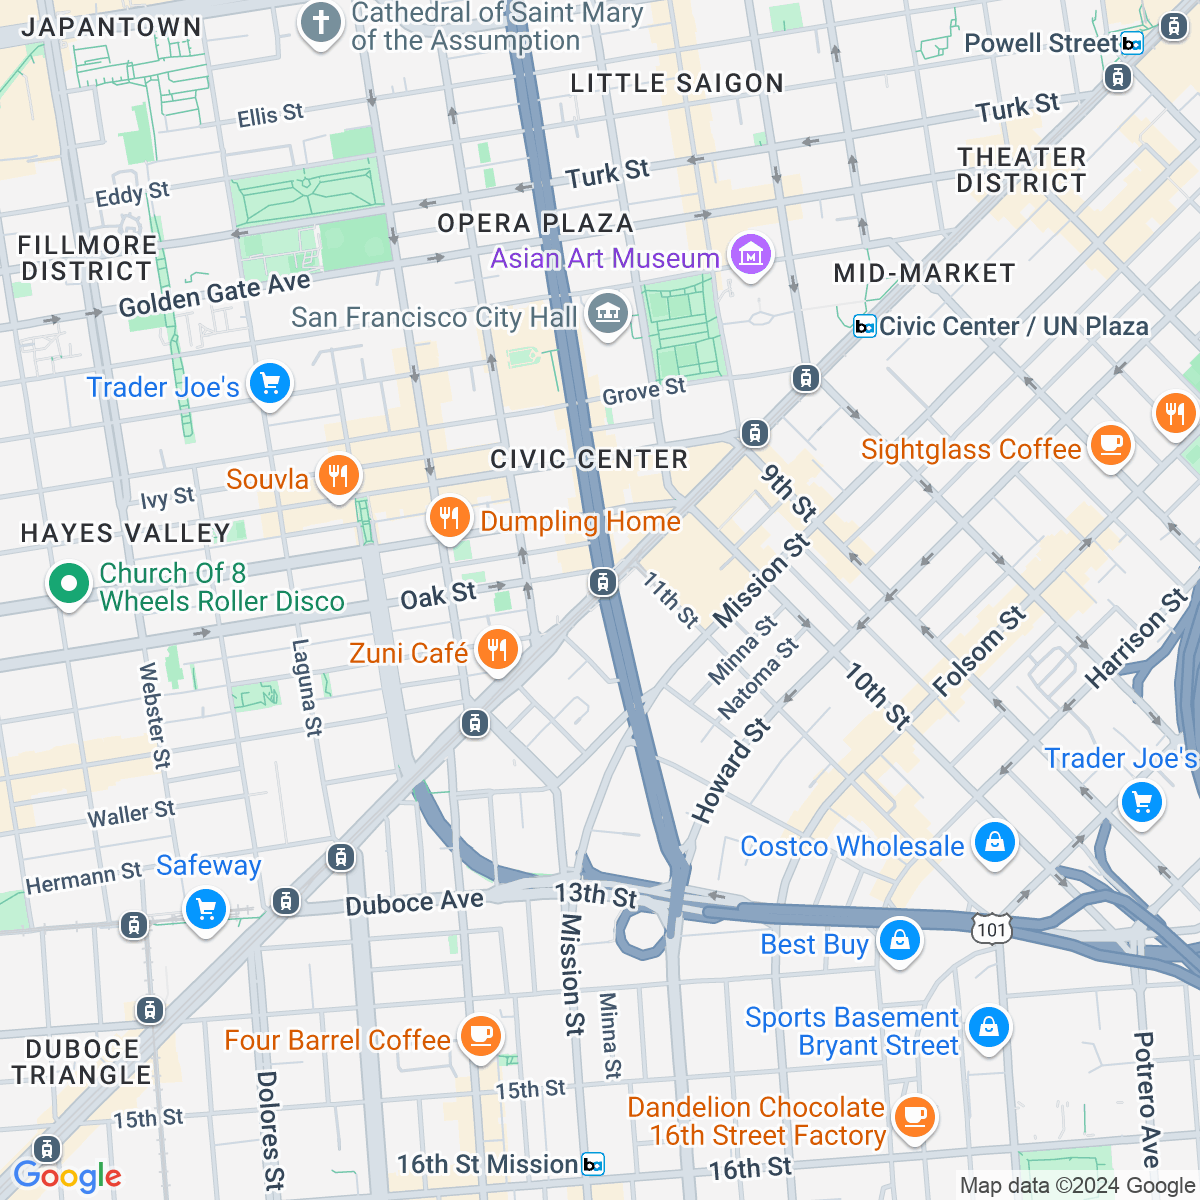 JAPANTOWN
Cathedral of Saint Mary
of the Assumption
Powell Street
LITTLE SAIGON
Ellis St
Turk St
THEATER
DISTRICT
Turk St
Eddy St
OPERA PLAZA
FILLMORE
DISTRICT
Asian Art Museum
MID-MARKET
Golden Gate Ave
San Francisco City Hall
Civic Center / UN Plaza
Trader Joe's
Grove St
Sightglass Coffee
CIVIC CENTER
Souvla
9th St
Ivy St
Dumpling Home
HAYES VALLEY
Church Of 8
Wheels Roller Disco
Oak St
11th St
Mission St
Harrison St
Minna St
Natoma St
Folsom St
Zuni Café
Laguna St
Webster St
10th St
Howard St
Trader Joe's
Waller St
Costco Wholesale
Safeway
Hermann St
Duboce Ave
13th St
101
Best Buy
Mission St
Minna St
Sports Basement
Bryant Street
Four Barrel Coffee
DUBOCE
TRIANGLE
Dolores St
Potrero Ave
15th St
15th St
Dandelion Chocolate
16th Street Factory
16th St Mission
16th St
Google
Map data ©2024 Google